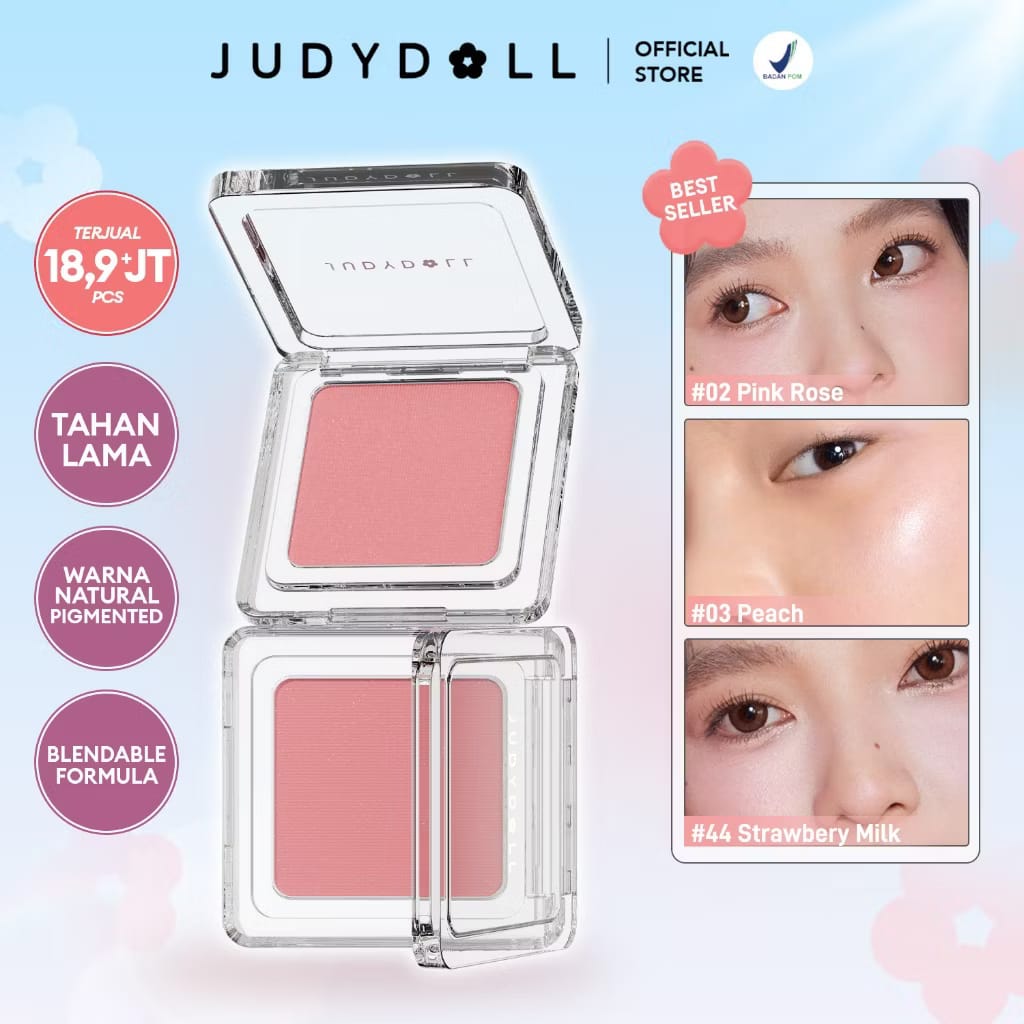 JUDYDOLL
OFFICIAL
STORE
BADAN POM
TERJUAL
18,9+JT
PCS
TAHAN
LAMA
WARNA
NATURAL
PIGMENTED
BLENDABLE
FORMULA
JUDYDOLL
JUDYDOLL
JUDYDOLL
BEST
SELLER
#02 Pink Rose
#03 Peach
#44 Strawbery Milk